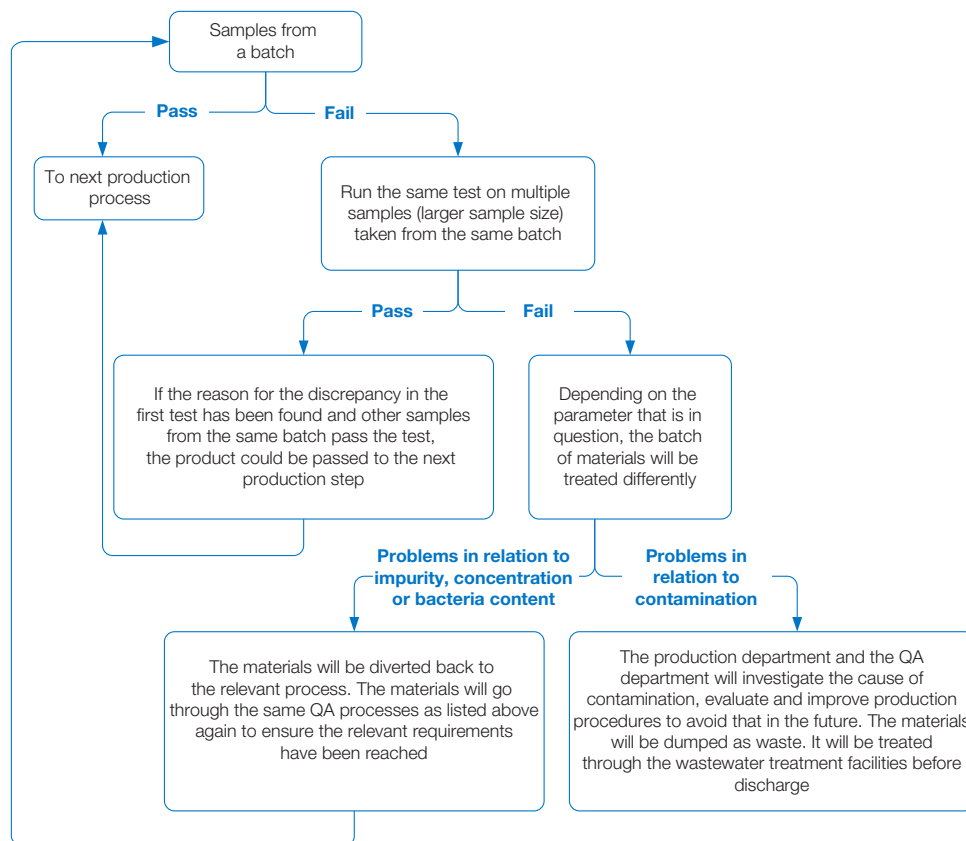 Samples from
a batch
Pass
Fail
To next production
process
Run the same test on multiple
samples (larger sample size)
taken from the same batch
Pass
Fail
If the reason for the discrepancy in the
first test has been found and other samples
from the same batch pass the test,
the product could be passed to the next
production step
Depending on the
parameter that is in
question, the batch
of materials will be
treated differently
Problems in relation to
impurity, concentration
or bacteria content
Problems in
relation to
contamination
The materials will be diverted back to
the relevant process. The materials will go
through the same QA processes as listed above
again to ensure the relevant requirements
have been reached
The production department and the QA
department will investigate the cause of
contamination, evaluate and improve production
procedures to avoid that in the future. The materials
will be dumped as waste. It will be treated
through the wastewater treatment facilities before
discharge